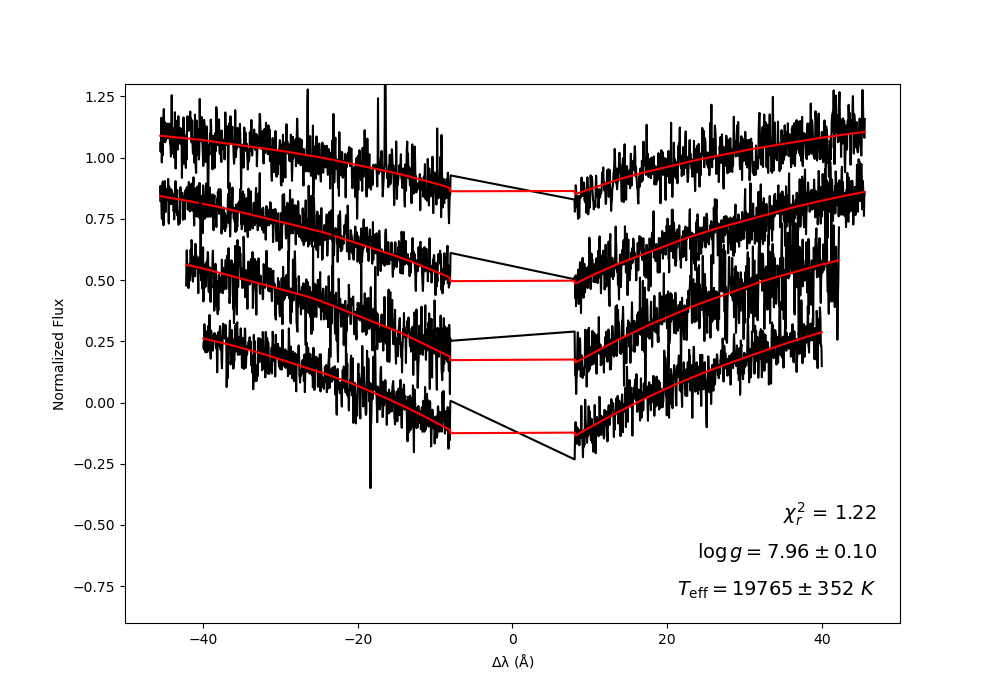 1.25
1.00
0.75
0.50
0.25
0.00
−0.25
−0.50
−0.75
Normalized Flux
χ²ᵣ = 1.22
log g = 7.96 ± 0.10
T_eff = 19765 ± 352 K
−40 −20 0 20 40
Δλ (Å)